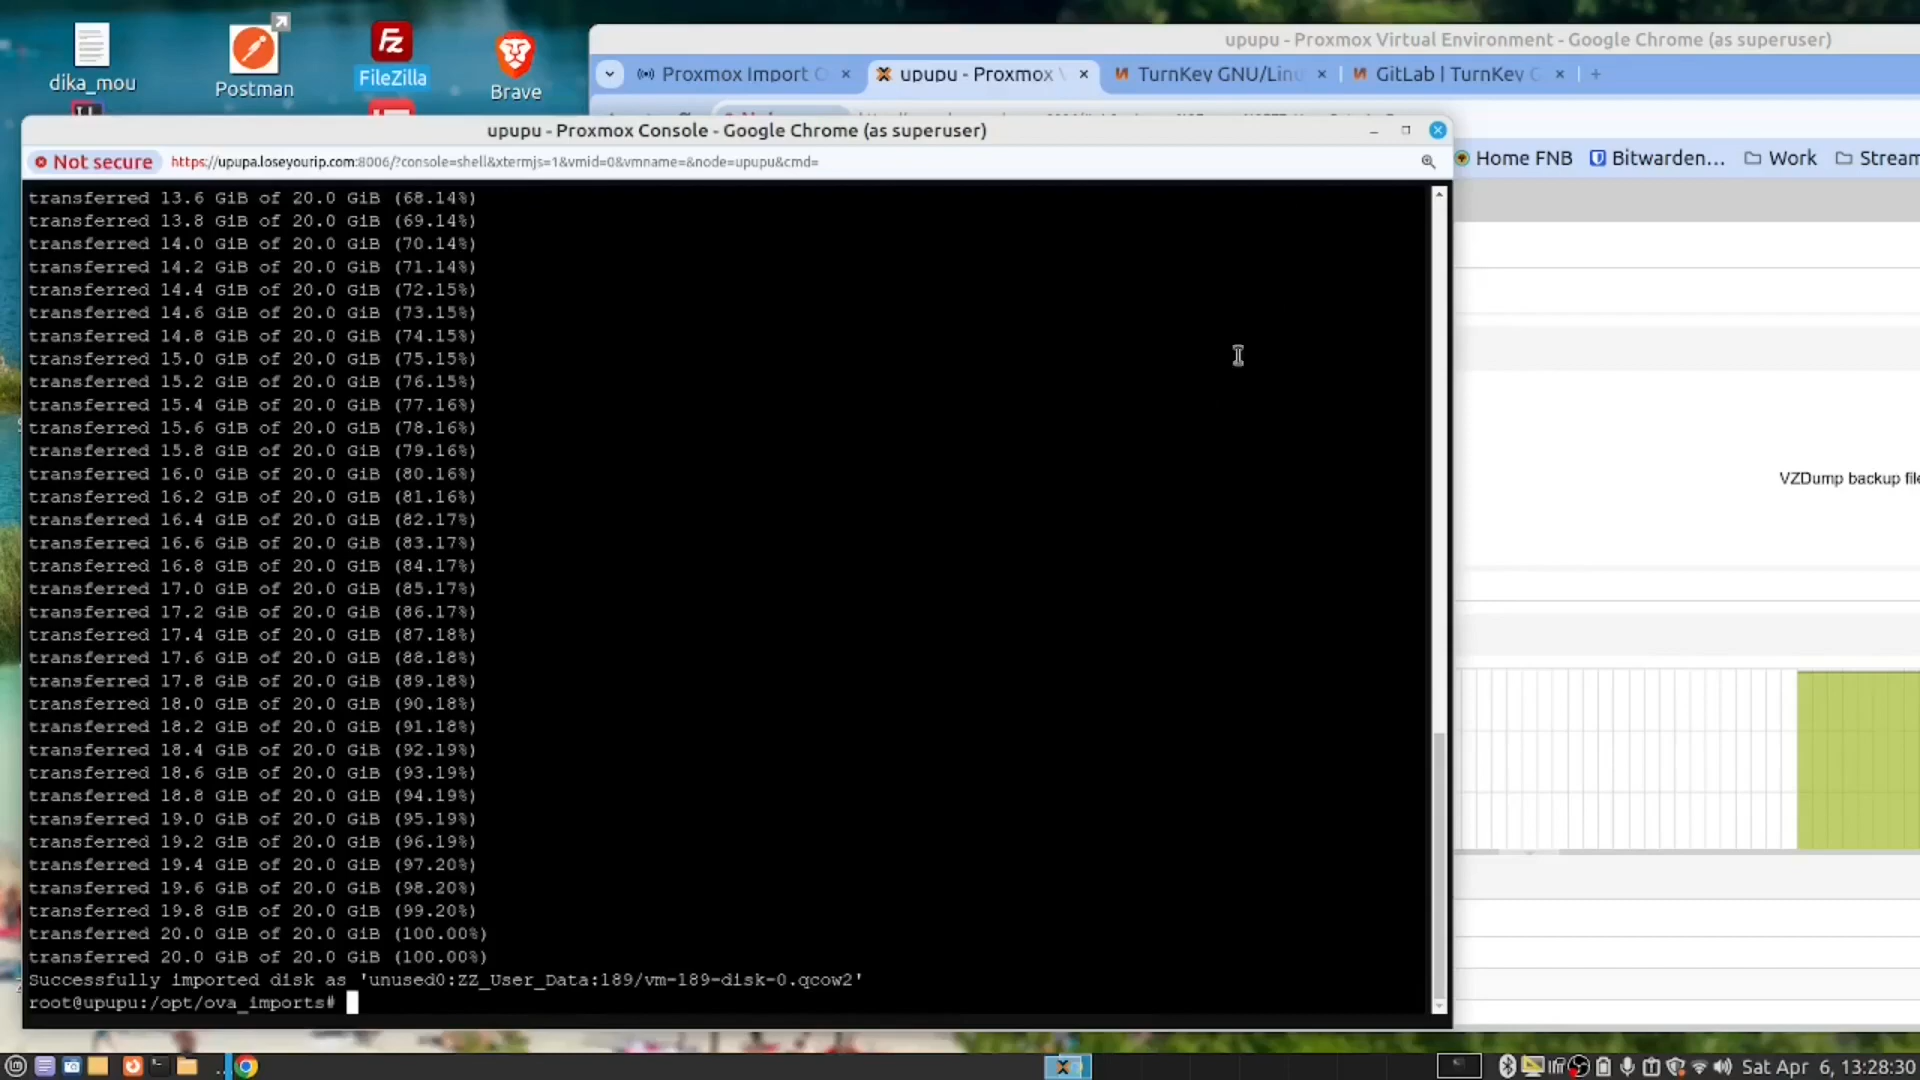 dika_mou
Postman
FileZilla
Brave
upupu - Proxmox Virtual Environment - Google Chrome (as superuser)
Proxmox Import
upupu - Proxmox
TurnKey GNU/Lin
GitLab | TurnKey
upupu - Proxmox Console - Google Chrome (as superuser)
Not secure
https://upupa.loseyourip.com:8006/?console=shell&xtermjs=1&vmid=0&vmname=&node=upupu&cmd=
Home FNB
Bitwarden...
Work
Stream
transferred 13.6 GiB of 20.0 GiB (68.14%)
transferred 13.8 GiB of 20.0 GiB (69.14%)
transferred 14.0 GiB of 20.0 GiB (70.14%)
transferred 14.2 GiB of 20.0 GiB (71.14%)
transferred 14.4 GiB of 20.0 GiB (72.15%)
transferred 14.6 GiB of 20.0 GiB (73.15%)
transferred 14.8 GiB of 20.0 GiB (74.15%)
transferred 15.0 GiB of 20.0 GiB (75.15%)
transferred 15.2 GiB of 20.0 GiB (76.15%)
transferred 15.4 GiB of 20.0 GiB (77.16%)
transferred 15.6 GiB of 20.0 GiB (78.16%)
transferred 15.8 GiB of 20.0 GiB (79.16%)
transferred 16.0 GiB of 20.0 GiB (80.16%)
transferred 16.2 GiB of 20.0 GiB (81.16%)
transferred 16.4 GiB of 20.0 GiB (82.17%)
transferred 16.6 GiB of 20.0 GiB (83.17%)
transferred 16.8 GiB of 20.0 GiB (84.17%)
transferred 17.0 GiB of 20.0 GiB (85.17%)
transferred 17.2 GiB of 20.0 GiB (86.17%)
transferred 17.4 GiB of 20.0 GiB (87.18%)
transferred 17.6 GiB of 20.0 GiB (88.18%)
transferred 17.8 GiB of 20.0 GiB (89.18%)
transferred 18.0 GiB of 20.0 GiB (90.18%)
transferred 18.2 GiB of 20.0 GiB (91.18%)
transferred 18.4 GiB of 20.0 GiB (92.19%)
transferred 18.6 GiB of 20.0 GiB (93.19%)
transferred 18.8 GiB of 20.0 GiB (94.19%)
transferred 19.0 GiB of 20.0 GiB (95.19%)
transferred 19.2 GiB of 20.0 GiB (96.19%)
transferred 19.4 GiB of 20.0 GiB (97.20%)
transferred 19.6 GiB of 20.0 GiB (98.20%)
transferred 19.8 GiB of 20.0 GiB (99.20%)
transferred 20.0 GiB of 20.0 GiB (100.00%)
transferred 20.0 GiB of 20.0 GiB (100.00%)
Successfully imported disk as 'unused0:ZZ_User_Data:189/vm-189-disk-0.qcow2'
root@upupu:/opt/ova_imports#
VZDump backup file
Sat Apr 6, 13:28:30